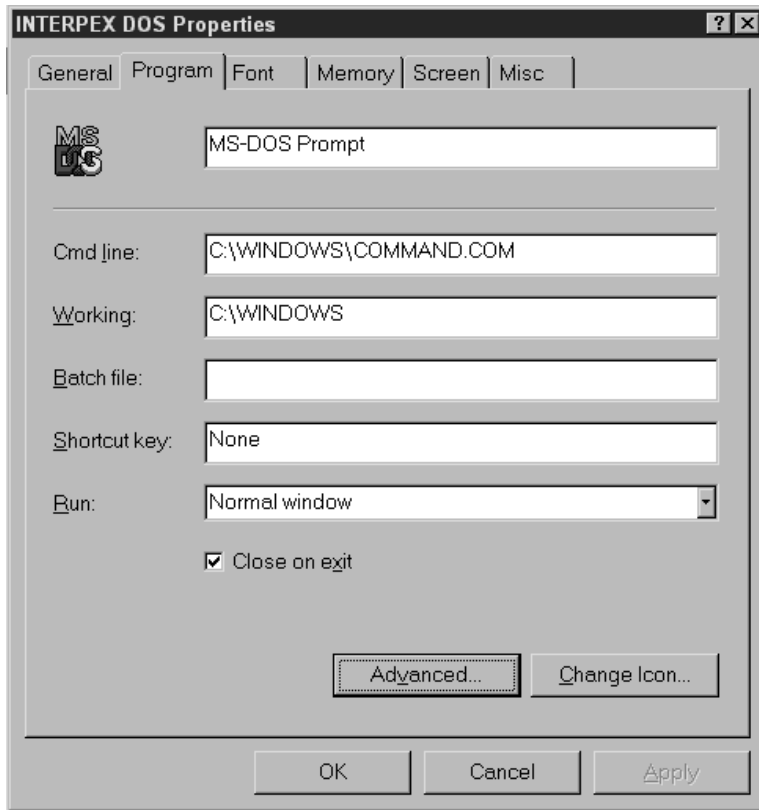 INTERPEX DOS Properties ? ×
General Program Font Memory Screen Misc
MS DOS
MS-DOS Prompt
Cmd line: C:\WINDOWS\COMMAND.COM
Working: C:\WINDOWS
Batch file:
Shortcut key: None
Run: Normal window
Close on exit
Advanced... Change Icon...
OK Cancel Apply